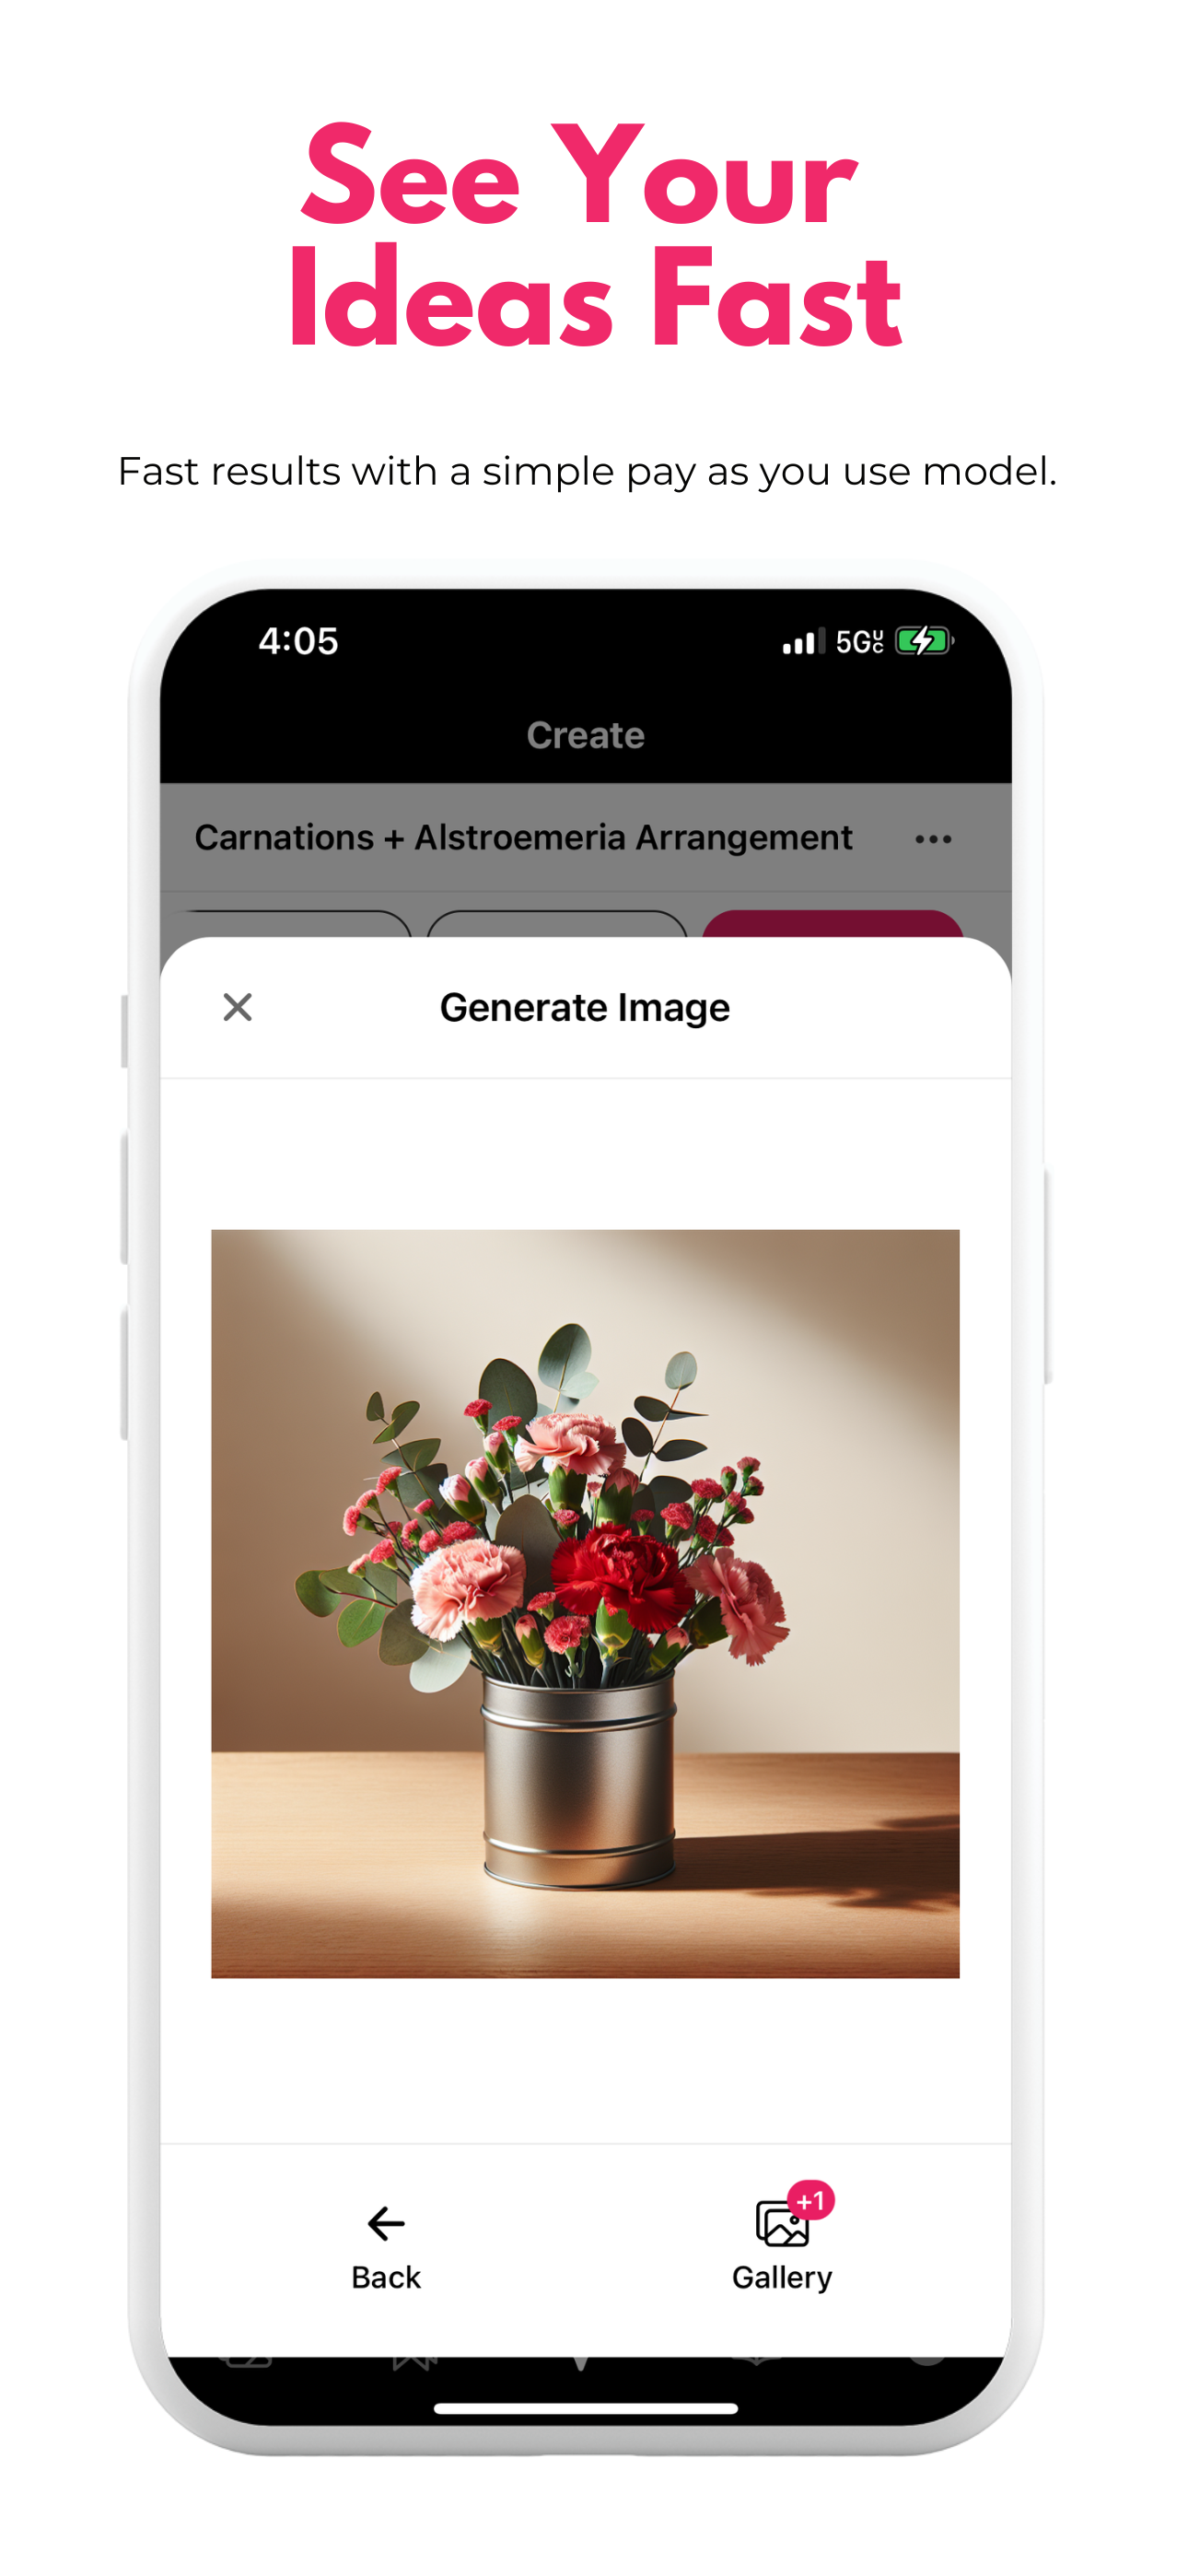 See Your
Ideas Fast
Fast results with a simple pay as you use model.
4:05 5G UC
Create
Carnations + Alstroemeria Arrangement
Generate Image
+1
Back Gallery